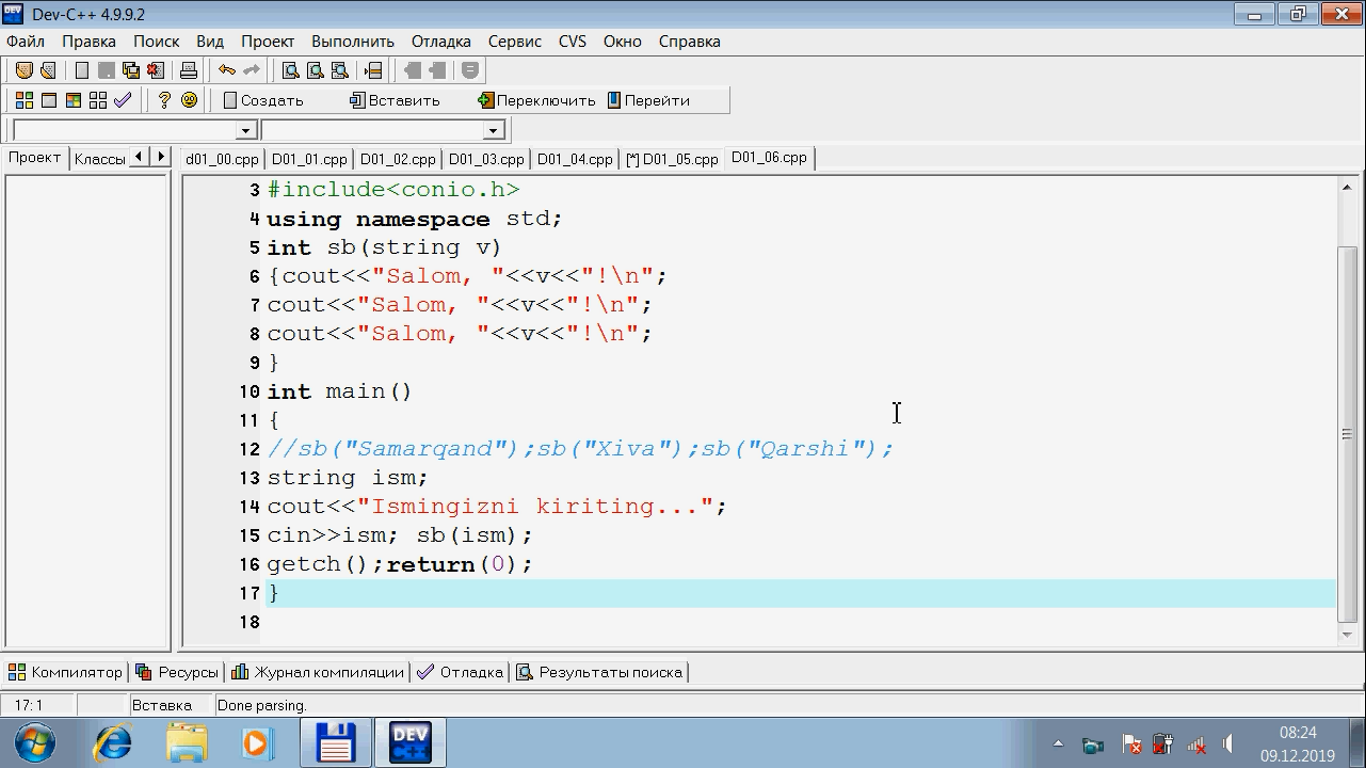 Dev-C++ 4.9.9.2
Файл Правка Поиск Вид Проект Выполнить Отладка Сервис CVS Окно Справка
Создать Вставить Переключить Перейти
Проект Классы d01_00.cpp D01_01.cpp D01_02.cpp D01_03.cpp D01_04.cpp [*] D01_05.cpp D01_06.cpp
3 #include<conio.h>
4 using namespace std;
5 int sb(string v)
6 {cout<<"Salom, "<<v<<"!\n";
7 cout<<"Salom, "<<v<<"!\n";
8 cout<<"Salom, "<<v<<"!\n";
9 }
10 int main()
11 {
12 //sb("Samarqand");sb("Xiva");sb("Qarshi");
13 string ism;
14 cout<<"Ismingizni kiriting...";
15 cin>>ism; sb(ism);
16 getch();return(0);
17 }
18
Компилятор Ресурсы Журнал компиляции Отладка Результаты поиска
17: 1 Вставка Done parsing.
DEV C++
08:24
09.12.2019